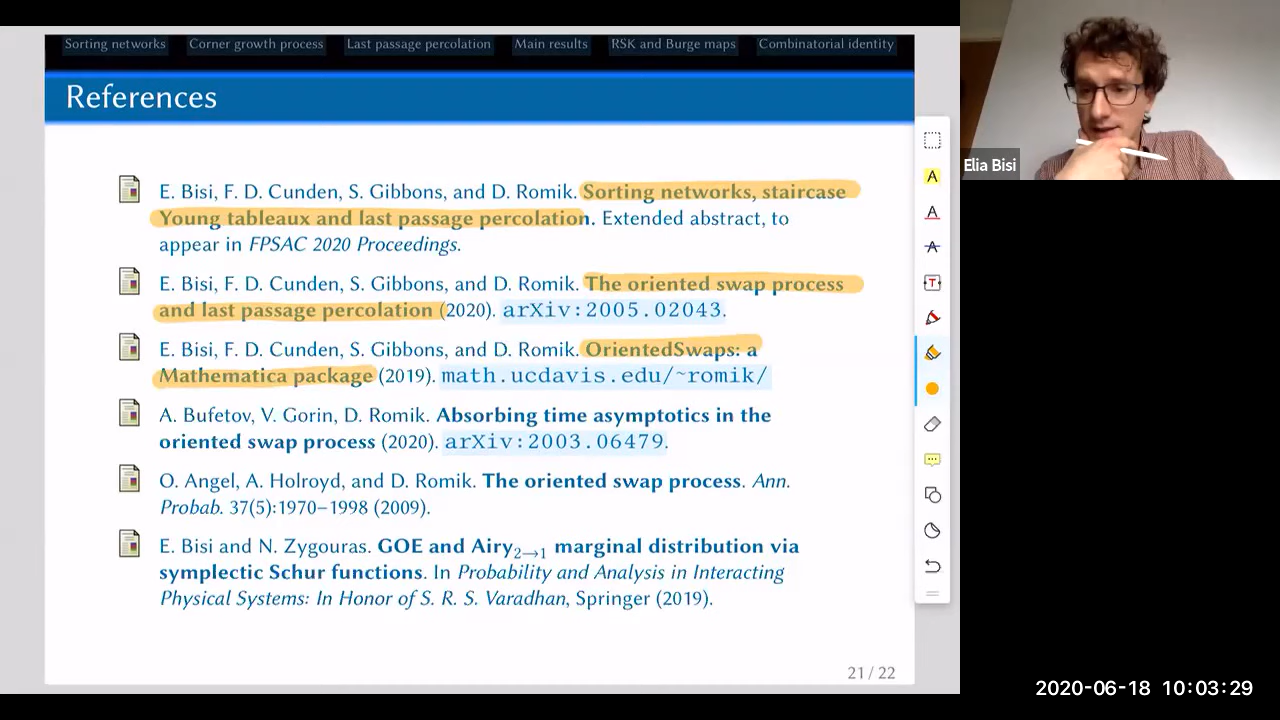 Sorting networks Corner growth process Last passage percolation Main results RSK and Burge maps Combinatorial identity
References
E. Bisi, F. D. Cunden, S. Gibbons, and D. Romik. Sorting networks, staircase
Young tableaux and last passage percolation. Extended abstract, to
appear in FPSAC 2020 Proceedings.
E. Bisi, F. D. Cunden, S. Gibbons, and D. Romik. The oriented swap process
and last passage percolation (2020). arXiv:2005.02043.
E. Bisi, F. D. Cunden, S. Gibbons, and D. Romik. OrientedSwaps: a
Mathematica package (2019). math.ucdavis.edu/~romik/
A. Bufetov, V. Gorin, D. Romik. Absorbing time asymptotics in the
oriented swap process (2020). arXiv:2003.06479.
O. Angel, A. Holroyd, and D. Romik. The oriented swap process. Ann.
Probab. 37(5):1970–1998 (2009).
E. Bisi and N. Zygouras. GOE and Airy₂→₁ marginal distribution via
symplectic Schur functions. In Probability and Analysis in Interacting
Physical Systems: In Honor of S. R. S. Varadhan, Springer (2019).
21 / 22
A
A
A
T
Elia Bisi
2020-06-18 10:03:29